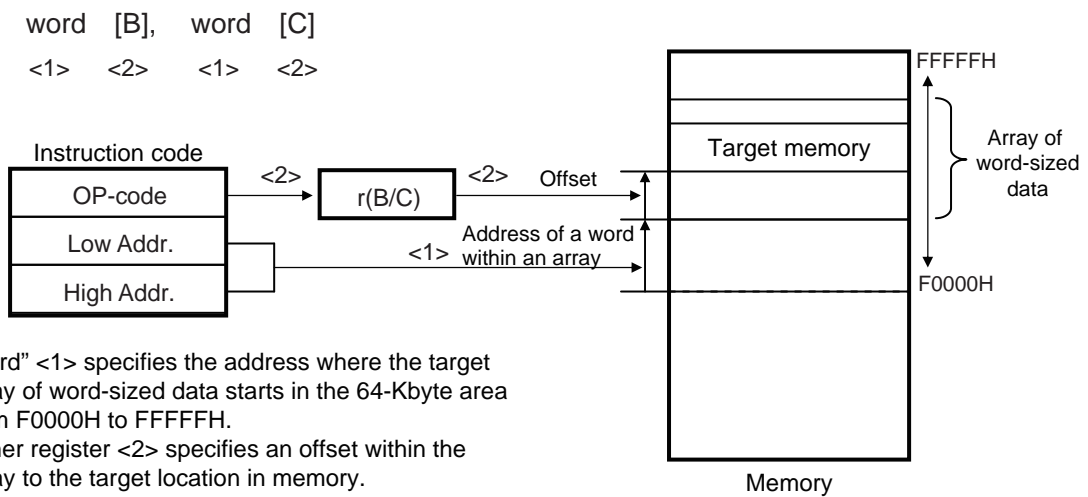 word [B], word [C]
<1> <2> <1> <2>
FFFFFH
Instruction code
OP-code
Low Addr.
High Addr.
<2>
r(B/C)
<2>
Offset
<1>
Address of a word
within an array
Target memory
Array of
word-sized
data
F0000H
Memory
rd” <1> specifies the address where the target
ay of word-sized data starts in the 64-Kbyte area
F0000H to FFFFFH.
her register <2> specifies an offset within the
ay to the target location in memory.